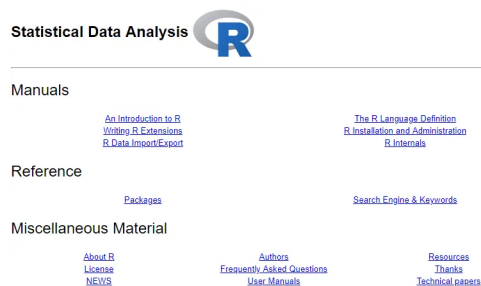 Statistical Data Analysis R
Manuals
An Introduction to R The R Language Definition
Writing R Extensions R Installation and Administration
R Data Import/Export R Internals
Reference
Packages Search Engine & Keywords
Miscellaneous Material
About R Authors Resources
License Frequently Asked Questions Thanks
NEWS User Manuals Technical papers